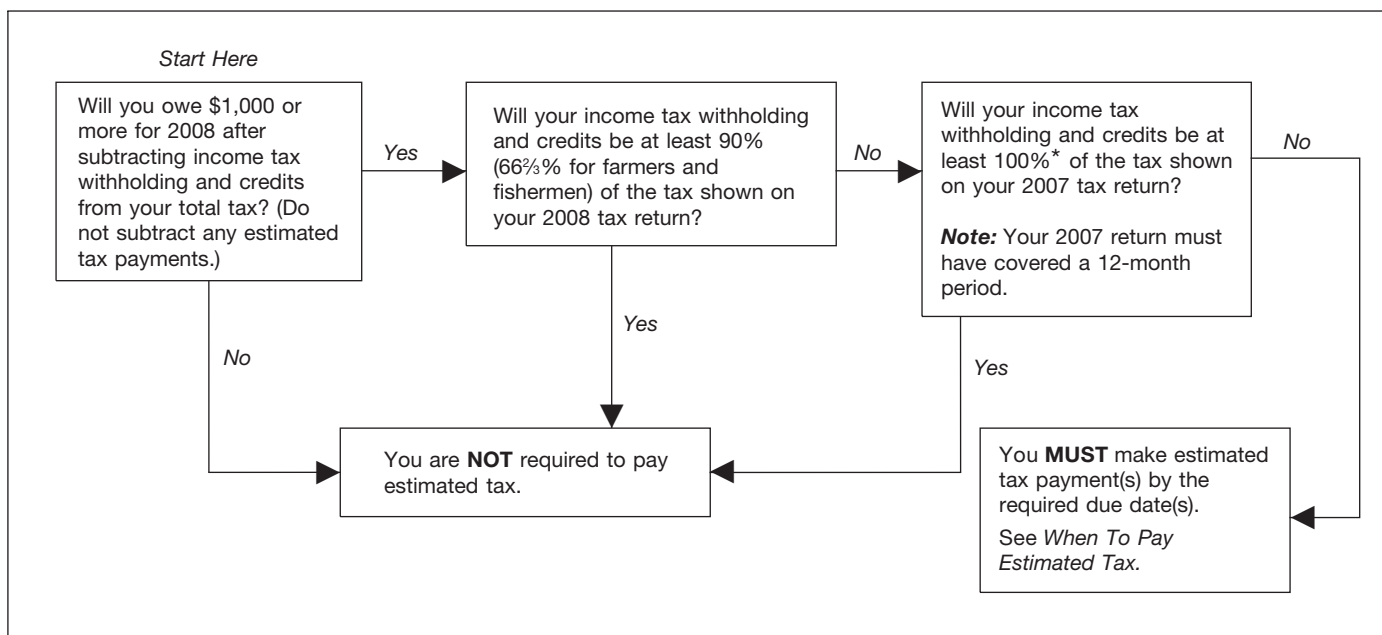 Start Here
Will you owe $1,000 or
more for 2008 after
subtracting income tax
withholding and credits
from your total tax? (Do
not subtract any estimated
tax payments.)
Yes
No
Will your income tax withholding
and credits be at least 90%
(66⅔% for farmers and
fishermen) of the tax shown on
your 2008 tax return?
No
Yes
Will your income tax
withholding and credits be at
least 100%* of the tax shown
on your 2007 tax return?
Note: Your 2007 return must
have covered a 12-month
period.
No
Yes
You are NOT required to pay
estimated tax.
You MUST make estimated
tax payment(s) by the
required due date(s).
See When To Pay
Estimated Tax.